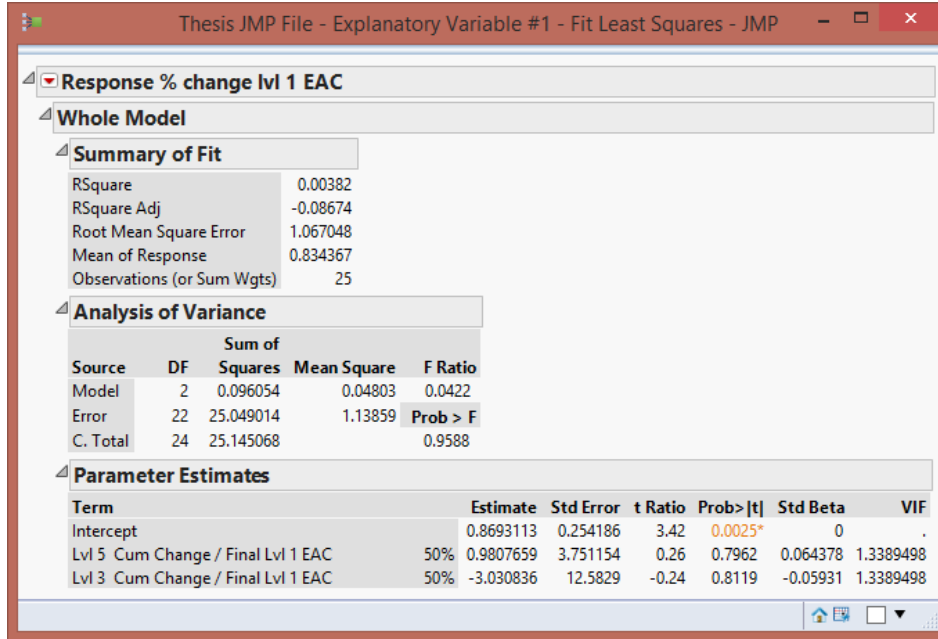 Thesis JMP File - Explanatory Variable #1 - Fit Least Squares - JMP
Response % change lvl 1 EAC
Whole Model
Summary of Fit
RSquare 0.00382
RSquare Adj -0.08674
Root Mean Square Error 1.067048
Mean of Response 0.834367
Observations (or Sum Wgts) 25
Analysis of Variance
Sum of
Source DF Squares Mean Square F Ratio
Model 2 0.096054 0.04803 0.0422
Error 22 25.049014 1.13859 Prob > F
C. Total 24 25.145068 0.9588
Parameter Estimates
Term Estimate Std Error t Ratio Prob>|t| Std Beta VIF
Intercept 0.8693113 0.254186 3.42 0.0025* 0 .
Lvl 5 Cum Change / Final Lvl 1 EAC 50% 0.9807659 3.751154 0.26 0.7962 0.064378 1.3389498
Lvl 3 Cum Change / Final Lvl 1 EAC 50% -3.030836 12.5829 -0.24 0.8119 -0.05931 1.3389498